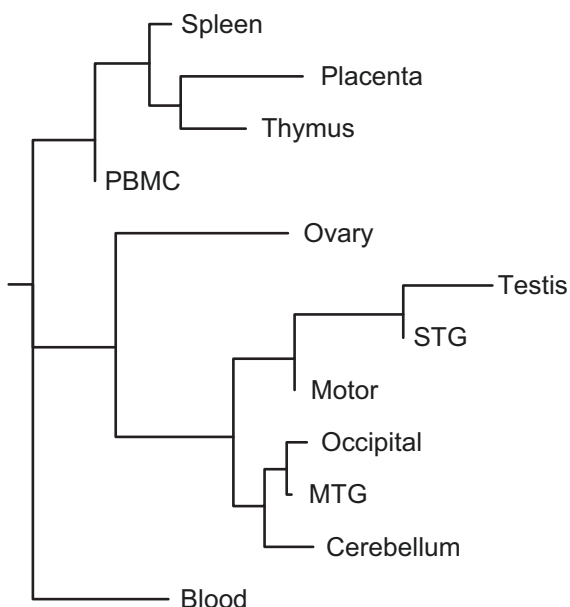 Spleen
Placenta
Thymus
PBMC
Ovary
Testis
STG
Motor
Occipital
MTG
Cerebellum
Blood